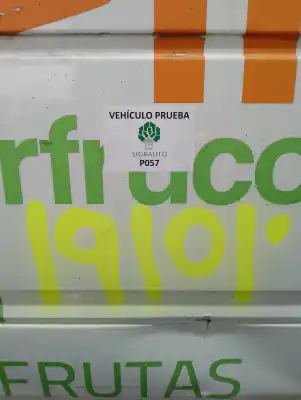 VEHÍCULO PRUEBA
SIGRAUTO
P057
rfruco
19101.
FRUTAS